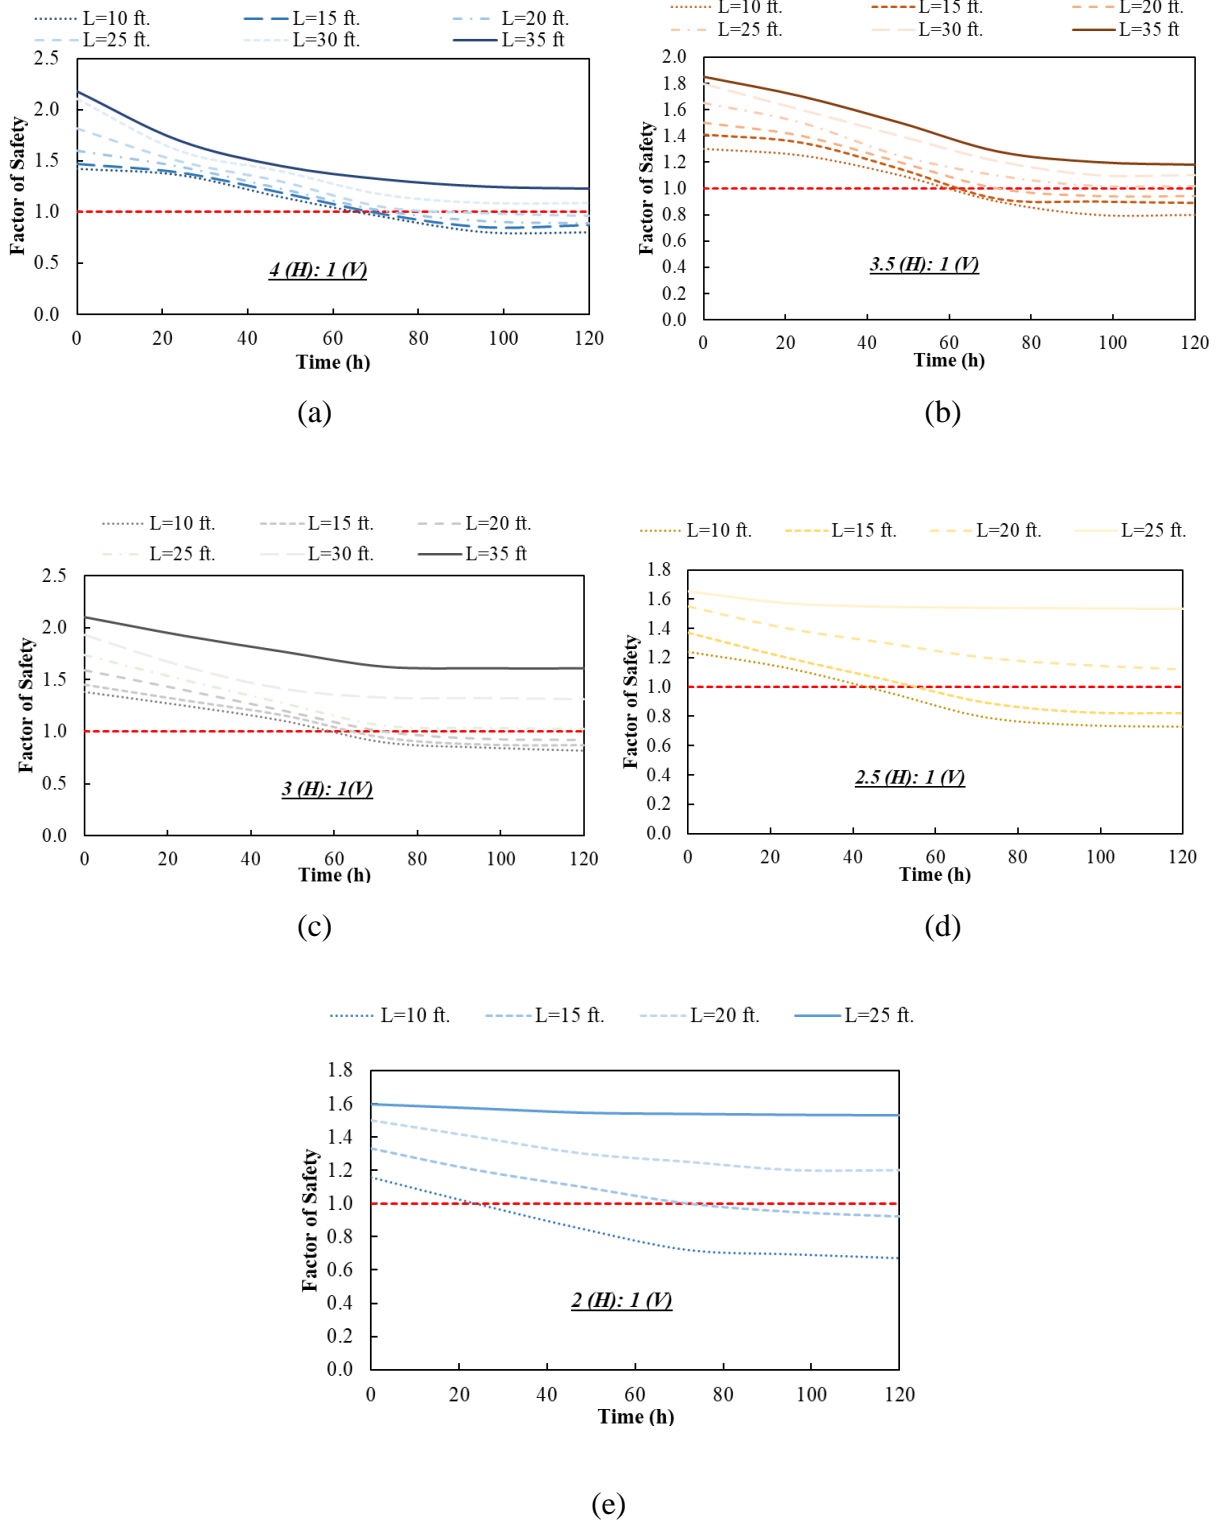 L=10 ft. L=15 ft. L=20 ft.
L=25 ft. L=30 ft. L=35 ft
2.5
2.0
1.5
1.0
0.5
0.0
Factor of Safety
4 (H): 1 (V)
0 20 40 60 80 100 120
Time (h)
(a)
L=10 ft. L=15 ft. L=20 ft.
L=25 ft. L=30 ft. L=35 ft
2.0
1.8
1.6
1.4
1.2
1.0
0.8
0.6
0.4
0.2
0.0
Factor of Safety
3.5 (H): 1 (V)
0 20 40 60 80 100 120
Time (h)
(b)
L=10 ft. L=15 ft. L=20 ft.
L=25 ft. L=30 ft. L=35 ft
2.5
2.0
1.5
1.0
0.5
0.0
Factor of Safety
3 (H): 1(V)
0 20 40 60 80 100 120
Time (h)
(c)
L=10 ft. L=15 ft. L=20 ft. L=25 ft.
1.8
1.6
1.4
1.2
1.0
0.8
0.6
0.4
0.2
0.0
Factor of Safety
2.5 (H): 1 (V)
0 20 40 60 80 100 120
Time (h)
(d)
L=10 ft. L=15 ft. L=20 ft. L=25 ft.
1.8
1.6
1.4
1.2
1.0
0.8
0.6
0.4
0.2
0.0
Factor of Safety
2 (H): 1 (V)
0 20 40 60 80 100 120
Time (h)
(e)